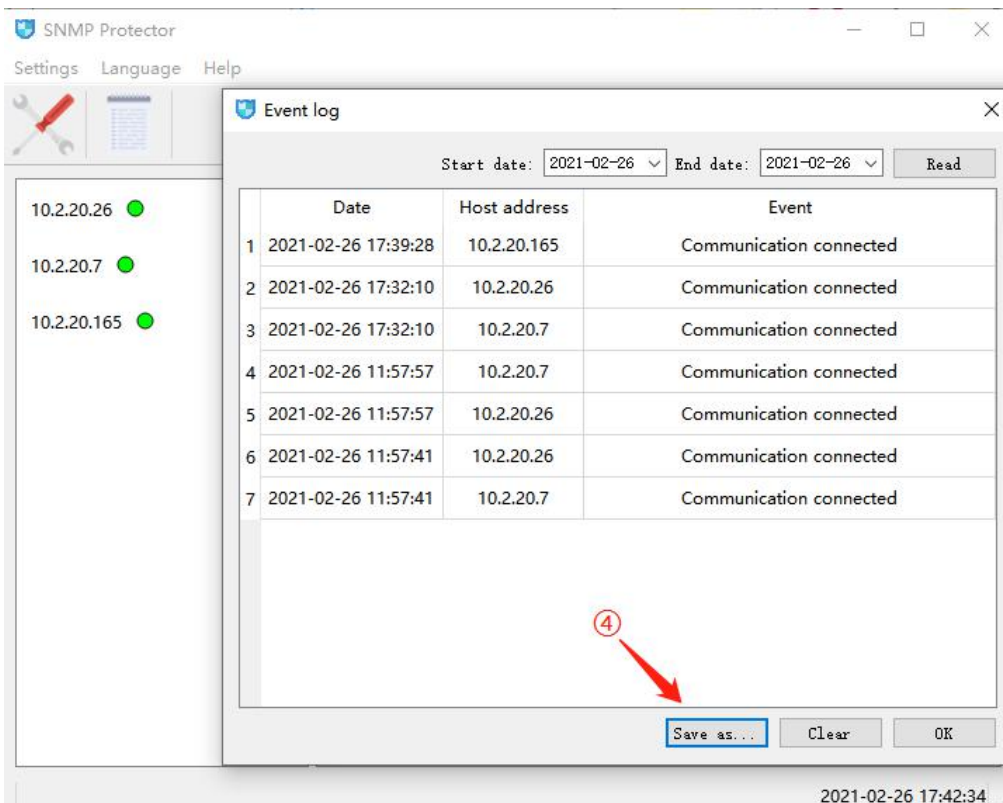 SNMP Protector
Settings Language Help
Event log
Start date: 2021-02-26 End date: 2021-02-26 Read
10.2.20.26
10.2.20.7
10.2.20.165
Date Host address Event
1 2021-02-26 17:39:28 10.2.20.165 Communication connected
2 2021-02-26 17:32:10 10.2.20.26 Communication connected
3 2021-02-26 17:32:10 10.2.20.7 Communication connected
4 2021-02-26 11:57:57 10.2.20.7 Communication connected
5 2021-02-26 11:57:57 10.2.20.26 Communication connected
6 2021-02-26 11:57:41 10.2.20.26 Communication connected
7 2021-02-26 11:57:41 10.2.20.7 Communication connected
④
Save as... Clear OK
2021-02-26 17:42:34